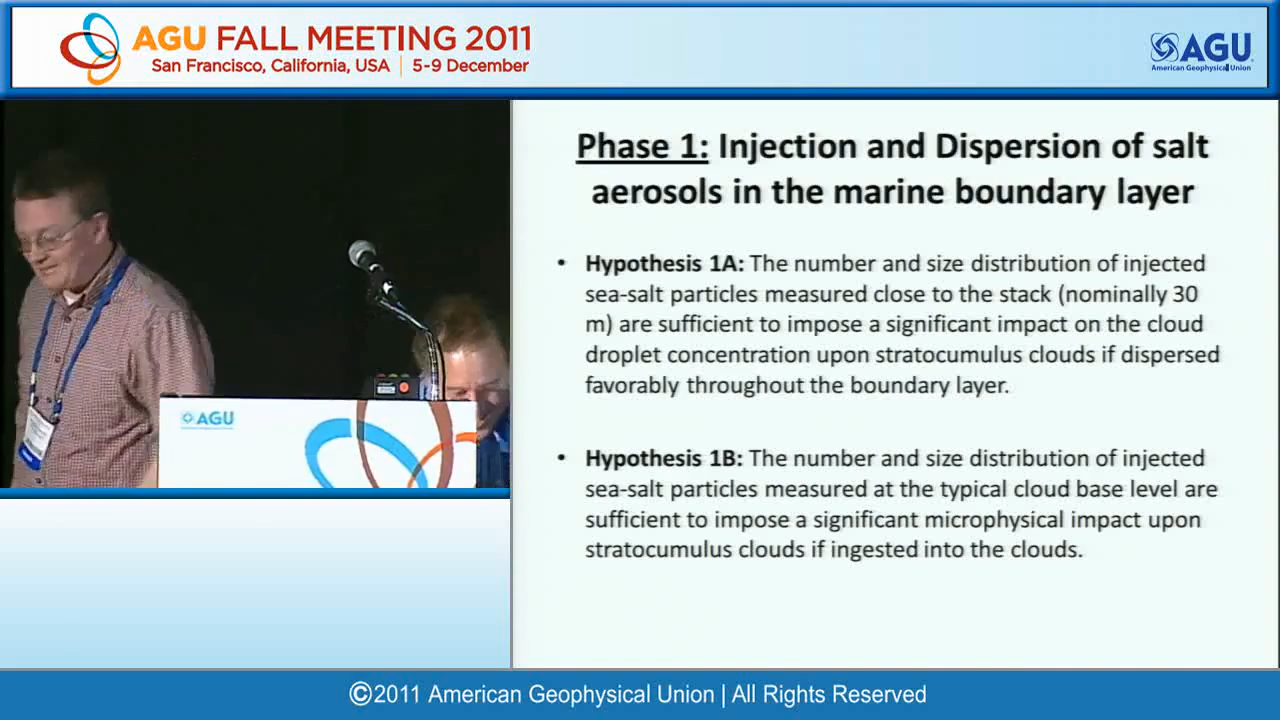 AGU FALL MEETING 2011
San Francisco, California, USA | 5-9 December
AGU
American Geophysical Union
AGU
Phase 1: Injection and Dispersion of salt
aerosols in the marine boundary layer
• Hypothesis 1A: The number and size distribution of injected
sea-salt particles measured close to the stack (nominally 30
m) are sufficient to impose a significant impact on the cloud
droplet concentration upon stratocumulus clouds if dispersed
favorably throughout the boundary layer.
• Hypothesis 1B: The number and size distribution of injected
sea-salt particles measured at the typical cloud base level are
sufficient to impose a significant microphysical impact upon
stratocumulus clouds if ingested into the clouds.
©2011 American Geophysical Union | All Rights Reserved